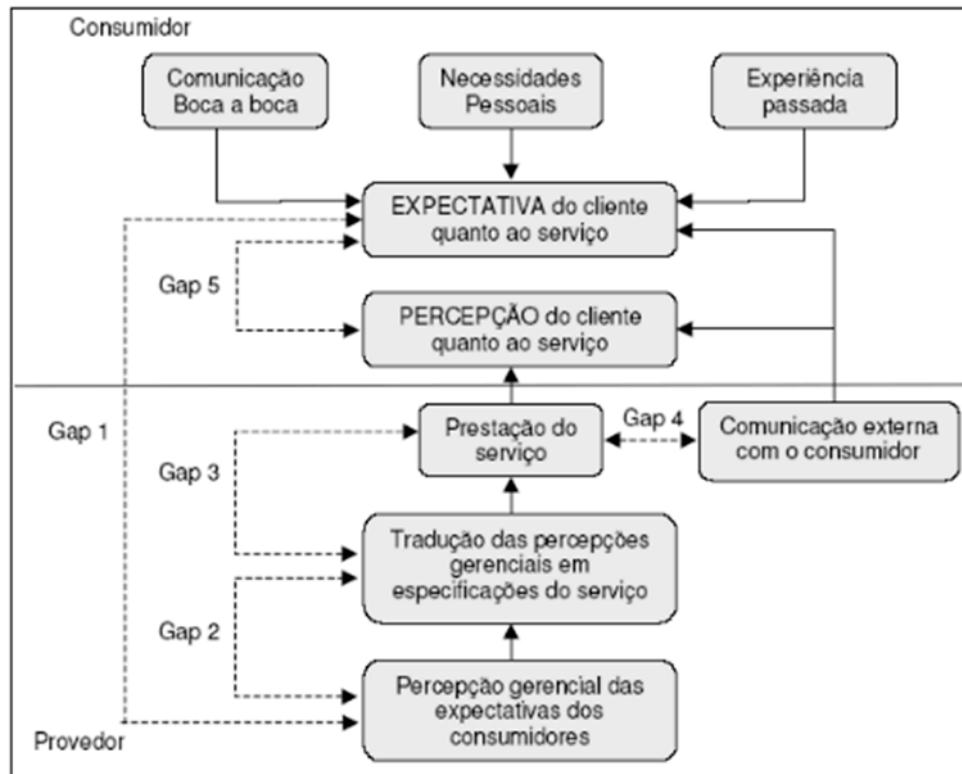 Consumidor
Comunicação
Boca a boca
Necessidades
Pessoais
Experiência
passada
EXPECTATIVA do cliente
quanto ao serviço
Gap 5
PERCEPÇÃO do cliente
quanto ao serviço
Gap 1
Prestação do
serviço
Gap 4
Comunicação externa
com o consumidor
Gap 3
Tradução das percepções
gerenciais em
especificações do serviço
Gap 2
Percepção gerencial das
expectativas dos
consumidores
Provedor